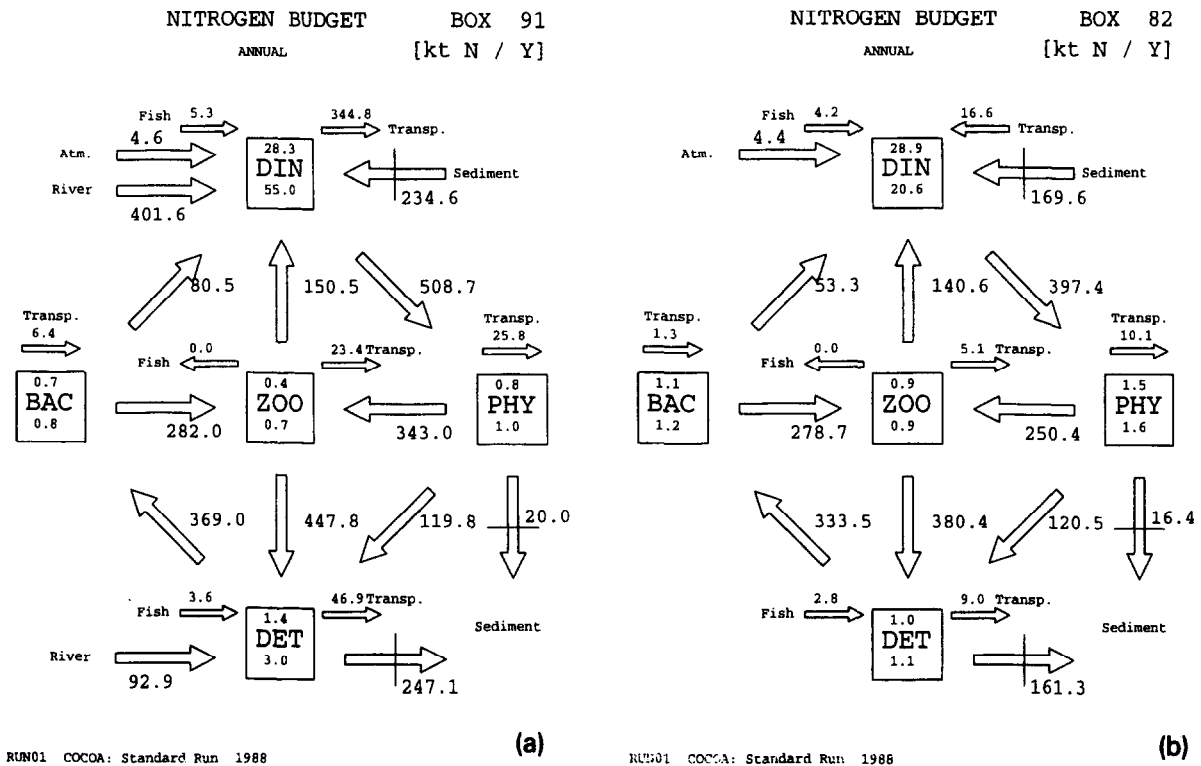 NITROGEN BUDGET BOX 91
ANNUAL [kt N / Y]
Fish 5.3 344.8 Transp.
4.6
Atm. 28.3
DIN
River 55.0 Sediment
401.6 234.6
80.5 150.5 508.7
Transp. Transp.
6.4 25.8
Fish 0.0 23.4 Transp.
0.7 0.4 0.8
BAC ZOO PHY
0.8 0.7 1.0
282.0 343.0
369.0 447.8 119.8 20.0
Fish 3.6 46.9 Transp.
1.4 Sediment
DET
River 3.0
92.9 247.1
RUN01 COCOA: Standard Run 1988
(a)
NITROGEN BUDGET BOX 82
ANNUAL [kt N / Y]
Fish 4.2 16.6 Transp.
4.4
Atm. 28.9
DIN
20.6 Sediment
169.6
53.3 140.6 397.4
Transp. Transp.
1.3 10.1
Fish 0.0 5.1 Transp.
1.1 0.9 1.5
BAC ZOO PHY
1.2 0.9 1.6
278.7 250.4
333.5 380.4 120.5 16.4
Fish 2.8 9.0 Transp.
1.0 Sediment
DET
1.1
161.3
RUN01 COCOA: Standard Run 1988
(b)